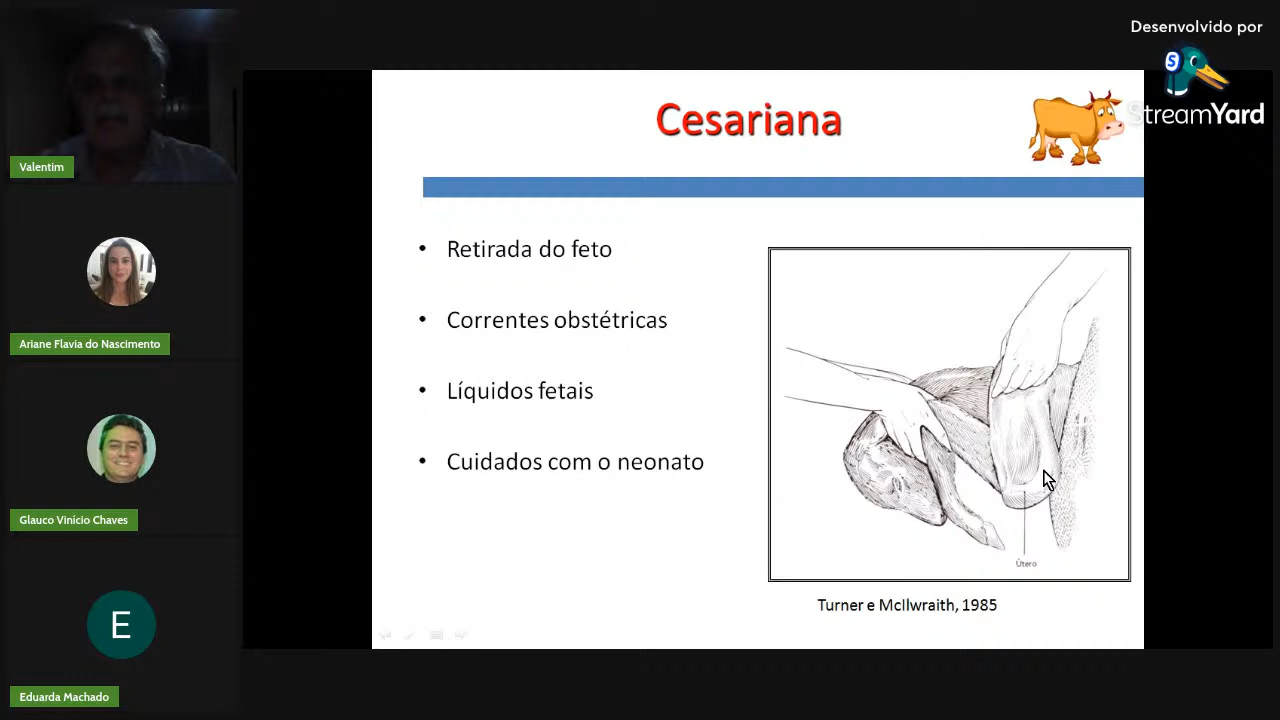 Desenvolvido por
StreamYard
Valentim
Ariane Flavia do Nascimento
Glauco Vinício Chaves
E
Eduarda Machado
Cesariana
• Retirada do feto
• Correntes obstétricas
• Líquidos fetais
• Cuidados com o neonato
Útero
Turner e McIlwraith, 1985